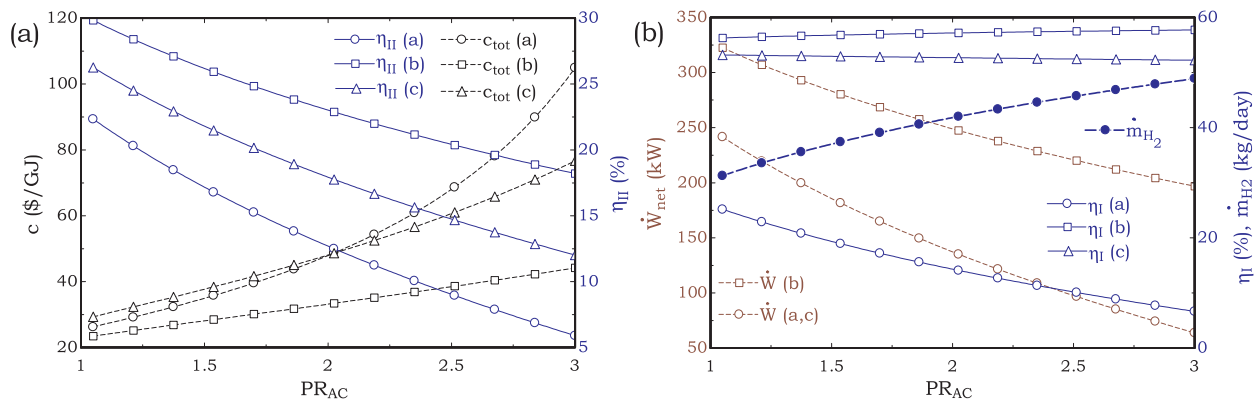 (a)
120
100
80
60
40
20
c ($/GJ)
1
1.5
2
2.5
3
PR_AC
30
25
20
15
10
5
η_II (%)
η_II (a)
η_II (b)
η_II (c)
c_tot (a)
c_tot (b)
c_tot (c)
(b)
350
300
250
200
150
100
50
Ẇ_net (kW)
1
1.5
2
2.5
3
PR_AC
60
40
20
0
η_I (%), ṁ_H2 (kg/day)
ṁ_H2
η_I (a)
η_I (b)
η_I (c)
Ẇ (b)
Ẇ (a,c)